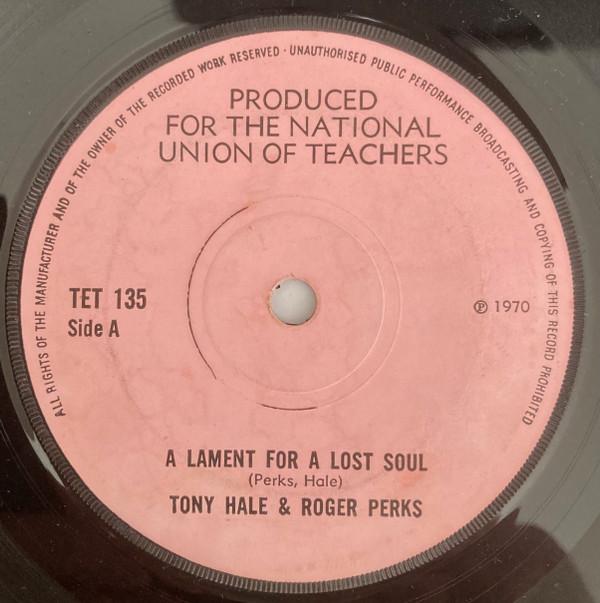 ALL RIGHTS OF THE MANUFACTURER AND OF THE OWNER OF THE RECORDED WORK RESERVED · UNAUTHORISED PUBLIC PERFORMANCE BROADCASTING AND COPYING OF THIS RECORD PROHIBITED
PRODUCED
FOR THE NATIONAL
UNION OF TEACHERS
TET 135
Side A
℗ 1970
A LAMENT FOR A LOST SOUL
(Perks, Hale)
TONY HALE & ROGER PERKS